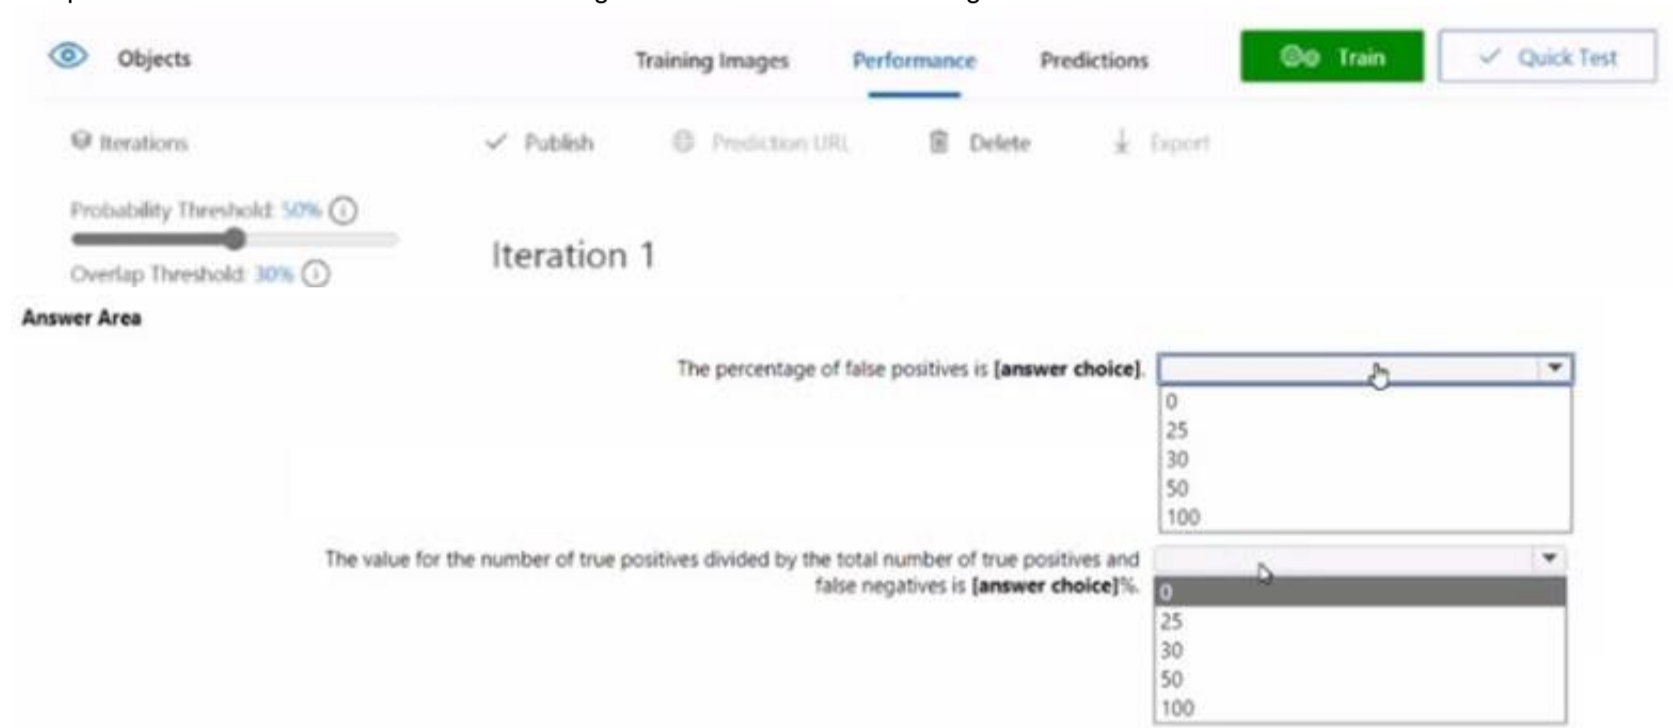 Objects
Training Images Performance Predictions Train Quick Test
Iterations Publish Prediction URL Delete Export
Probability Threshold: 50%
Iteration 1
Overlap Threshold: 30%
Answer Area
The percentage of false positives is [answer choice].
0
25
30
50
100
The value for the number of true positives divided by the total number of true positives and
false negatives is [answer choice]%.
0
25
30
50
100